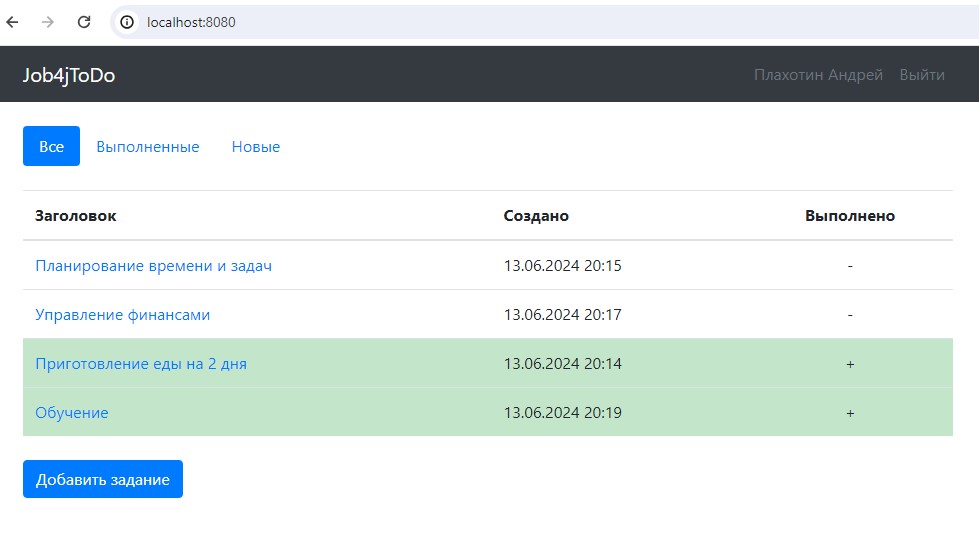 localhost:8080
Job4jToDo Плахотин Андрей Выйти
Все Выполненные Новые
Заголовок Создано Выполнено
Планирование времени и задач 13.06.2024 20:15 -
Управление финансами 13.06.2024 20:17 -
Приготовление еды на 2 дня 13.06.2024 20:14 +
Обучение 13.06.2024 20:19 +
Добавить задание